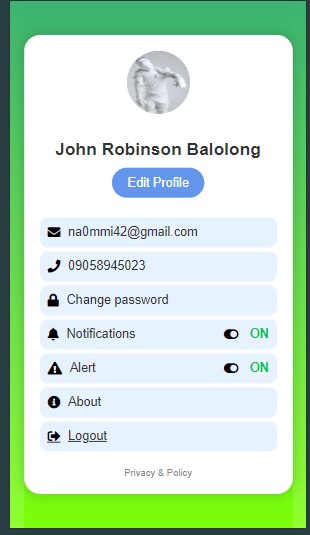 John Robinson Balolong
Edit Profile
na0mmi42@gmail.com
09058945023
Change password
Notifications ON
Alert ON
About
Logout
Privacy & Policy